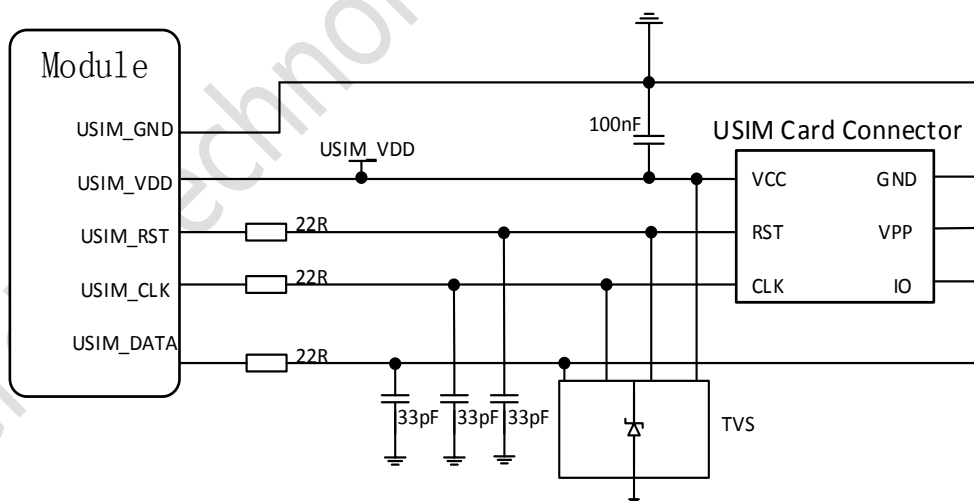 Module
USIM_GND
USIM_VDD
USIM_RST
USIM_CLK
USIM_DATA
USIM_VDD
100nF
22R
22R
22R
33pF
33pF
33pF
USIM Card Connector
VCC GND
RST VPP
CLK IO
TVS